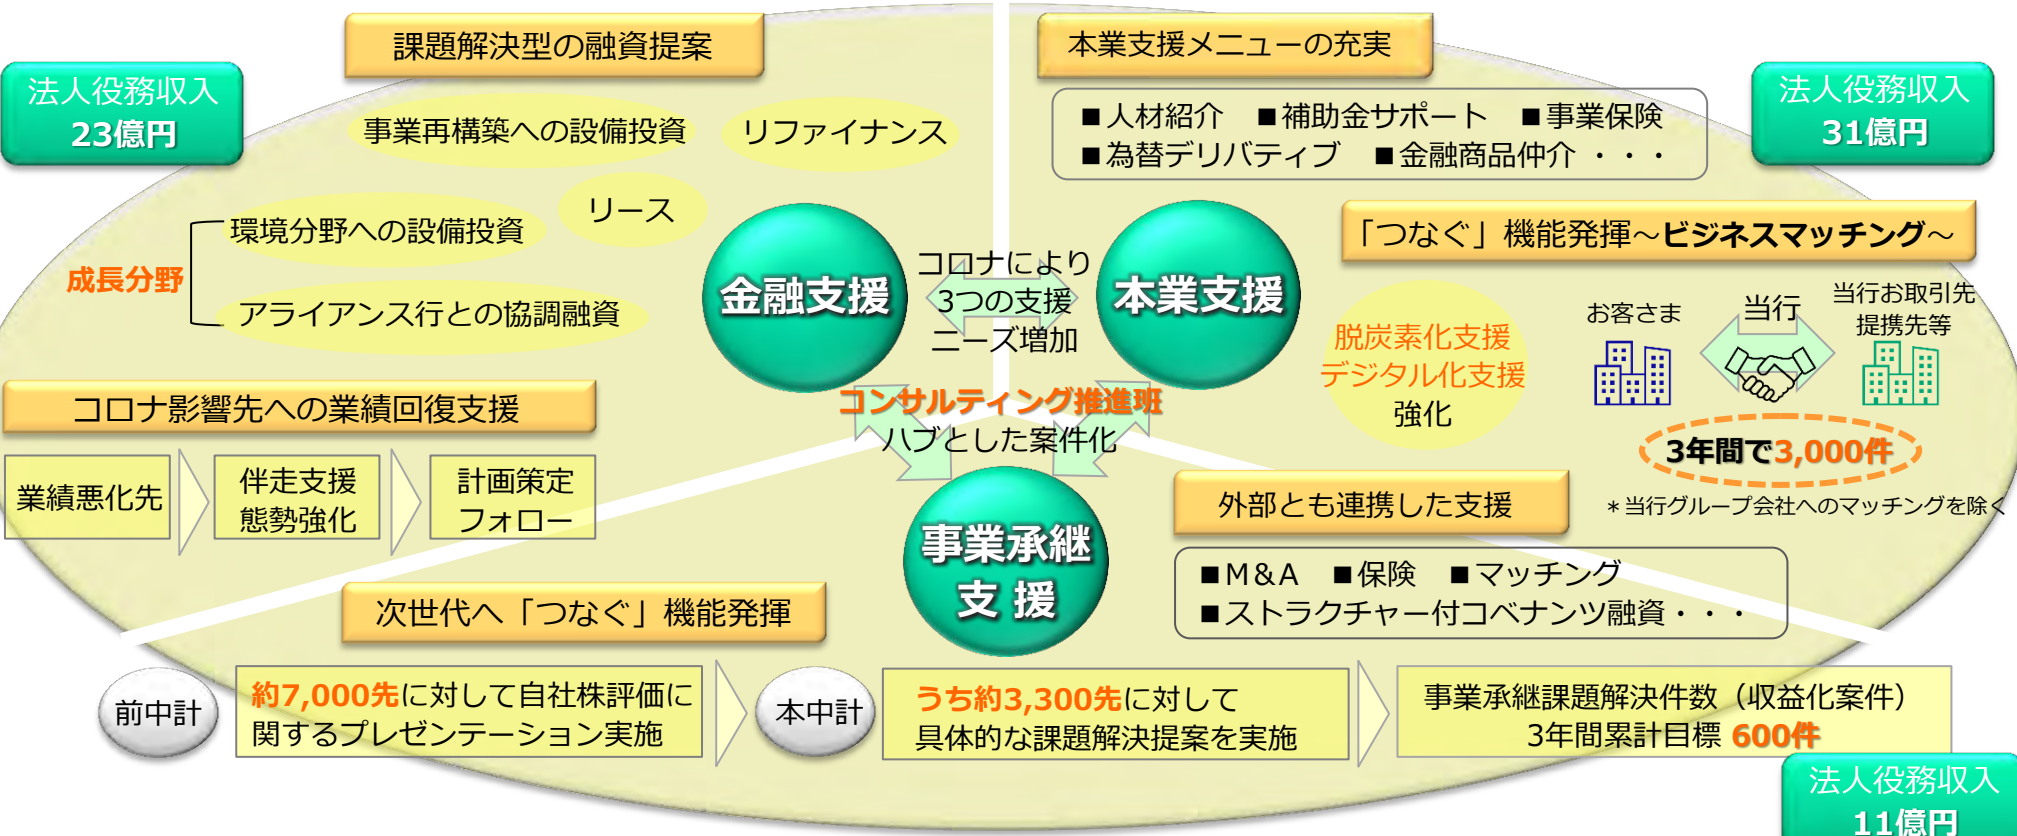 課題解決型の融資提案
法人役務収入
23億円
事業再構築への設備投資
リファイナンス
リース
環境分野への設備投資
成長分野
アライアンス行との協調融資
金融支援
コロナ影響先への業績回復支援
業績悪化先
伴走支援
態勢強化
計画策定
フォロー
本業支援メニューの充実
法人役務収入
31億円
■人材紹介　■補助金サポート　■事業保険
■為替デリバティブ　■金融商品仲介 ・・・
「つなぐ」機能発揮～ビジネスマッチング～
コロナにより
3つの支援
ニーズ増加
本業支援
脱炭素化支援
デジタル化支援
強化
お客さま
当行
当行お取引先
提携先等
3年間で3,000件
＊当行グループ会社へのマッチングを除く
コンサルティング推進班
ハブとした案件化
事業承継
支 援
外部とも連携した支援
■M&A　■保険　■マッチング
■ストラクチャー付コベナンツ融資・・・
次世代へ「つなぐ」機能発揮
前中計
約7,000先に対して自社株評価に
関するプレゼンテーション実施
本中計
うち約3,300先に対して
具体的な課題解決提案を実施
事業承継課題解決件数（収益化案件）
3年間累計目標 600件
法人役務収入
11億円